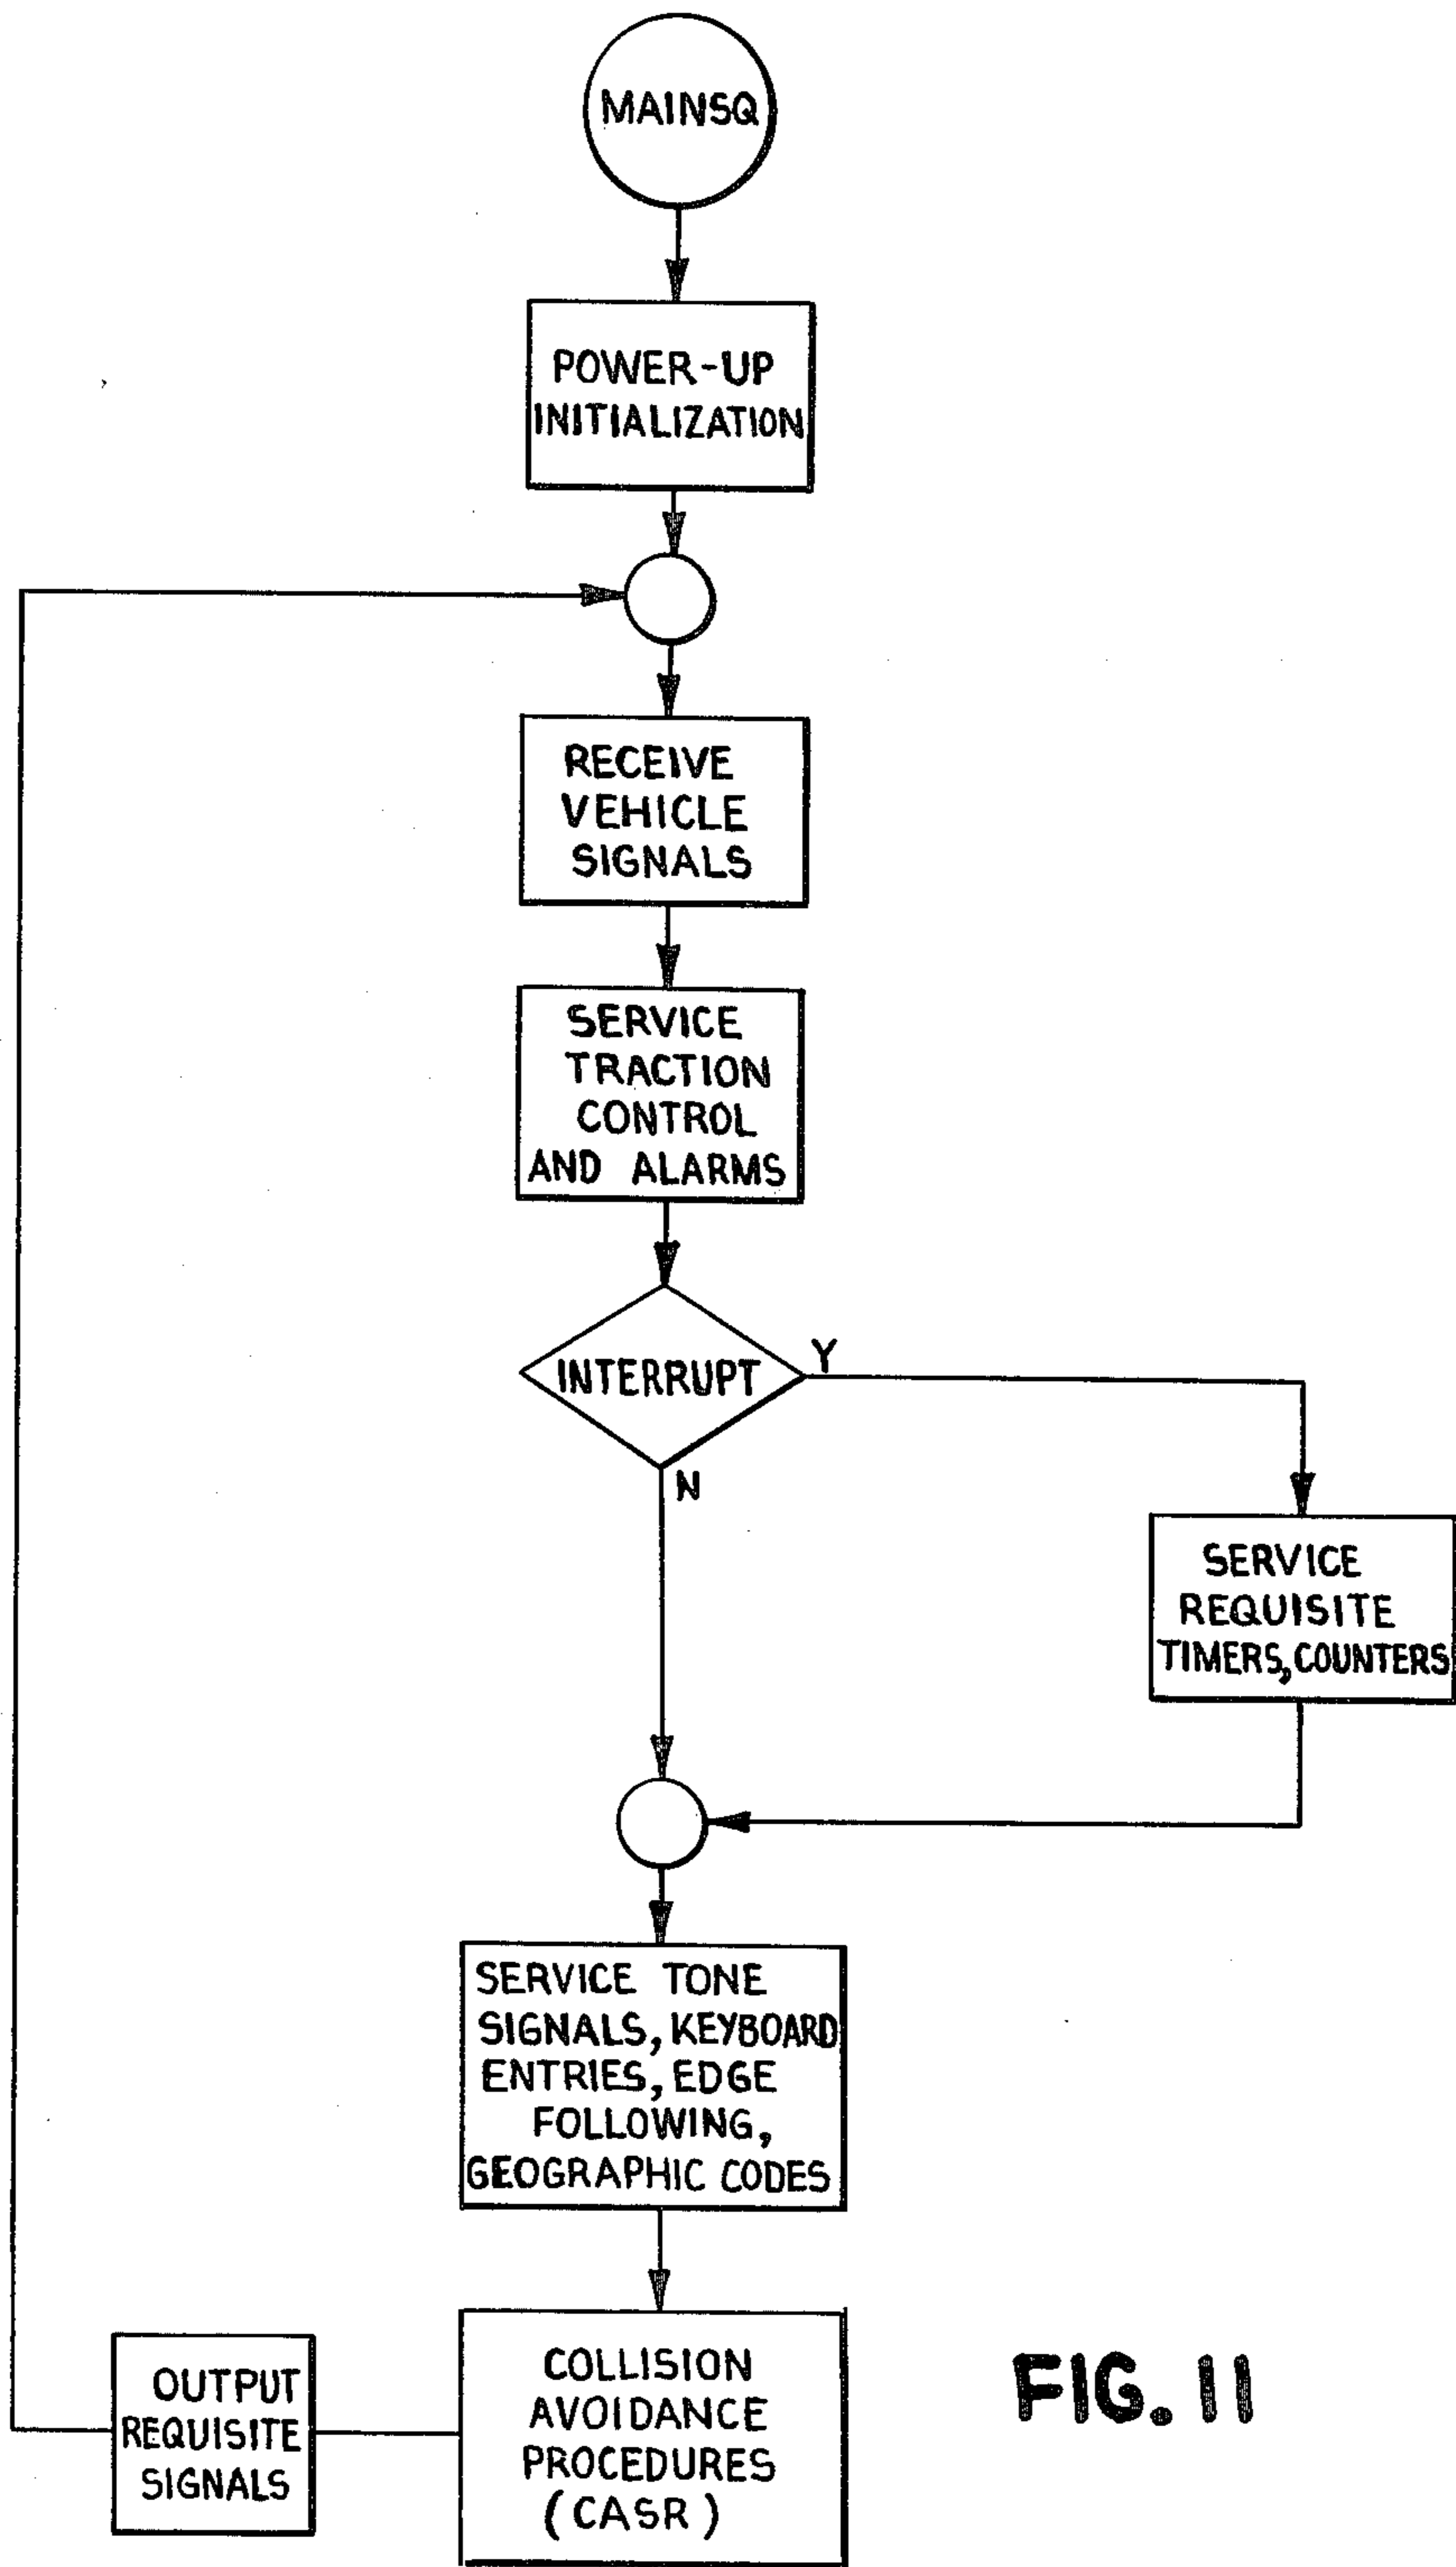 MAINSQ
POWER-UP
INITIALIZATION
RECEIVE
VEHICLE
SIGNALS
SERVICE
TRACTION
CONTROL
AND ALARMS
INTERRUPT
Y
N
SERVICE
REQUISITE
TIMERS, COUNTERS
SERVICE TONE
SIGNALS, KEYBOARD
ENTRIES, EDGE
FOLLOWING,
GEOGRAPHIC CODES
COLLISION
AVOIDANCE
PROCEDURES
(CASR)
OUTPUT
REQUISITE
SIGNALS
FIG. 11